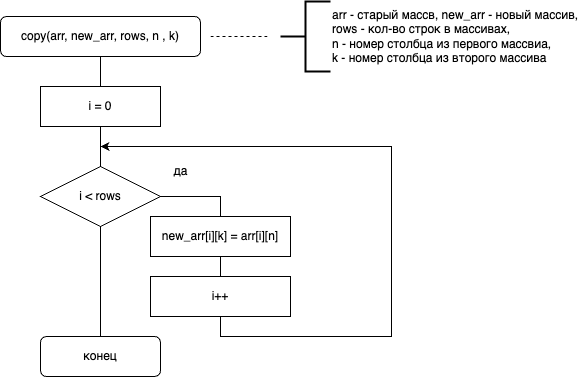 copy(arr, new_arr, rows, n , k)
arr - старый массв, new_arr - новый массив,
rows - кол-во строк в массивах,
n - номер столбца из первого массвиа,
k - номер столбца из второго массива
i = 0
да
i < rows
new_arr[i][k] = arr[i][n]
i++
конец